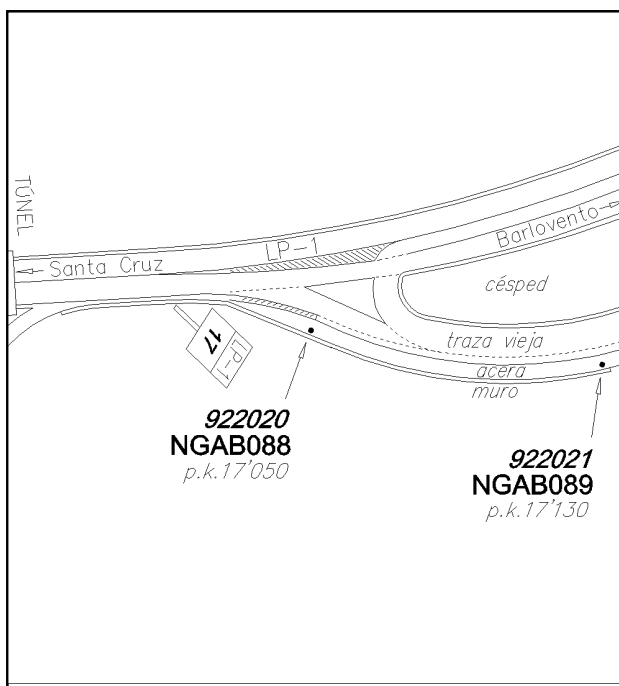 TÚNEL
LP-1
Santa Cruz
Barlovento
césped
traza vieja
acera
muro
17
LP-1
922020
NGAB088
p.k.17'050
922021
NGAB089
p.k.17'130